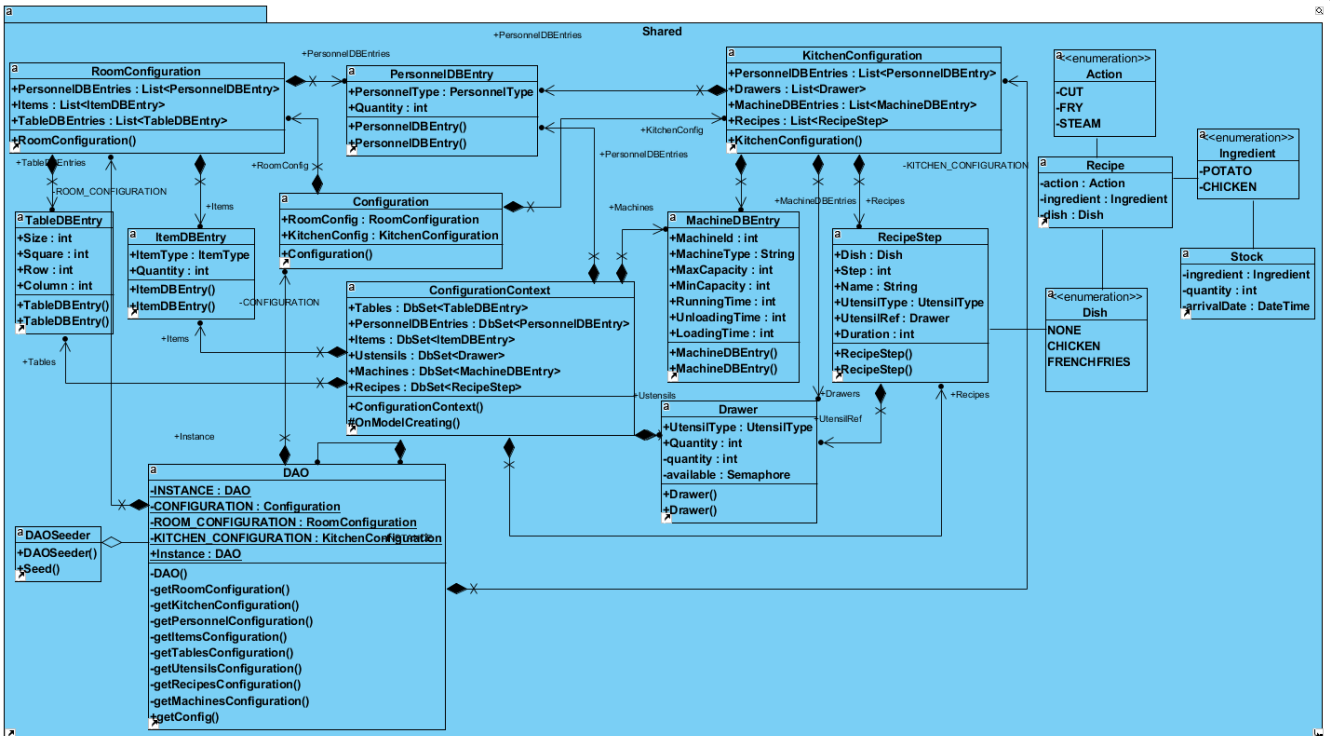 a
Shared
+PersonnelDBEntries
+PersonnelDBEntries
a
RoomConfiguration
+PersonnelDBEntries : List<PersonnelDBEntry>
+Items : List<ItemDBEntry>
+TableDBEntries : List<TableDBEntry>
+RoomConfiguration()
a
PersonnelDBEntry
+PersonnelType : PersonnelType
+Quantity : int
+PersonnelDBEntry()
+PersonnelDBEntry()
a
KitchenConfiguration
+PersonnelDBEntries : List<PersonnelDBEntry>
+Drawers : List<Drawer>
+MachineDBEntries : List<MachineDBEntry>
+Recipes : List<RecipeStep>
+KitchenConfiguration()
a
<<enumeration>>
Action
-CUT
-FRY
-STEAM
a
<<enumeration>>
Ingredient
-POTATO
-CHICKEN
a
Recipe
-action : Action
-ingredient : Ingredient
-dish : Dish
+KitchenConfig
+PersonnelDBEntries
-KITCHEN_CONFIGURATION
+TableDBEntries
+RoomConfig
-ROOM_CONFIGURATION
+Items
+Machines
+MachineDBEntries
+Recipes
a
Configuration
+RoomConfig : RoomConfiguration
+KitchenConfig : KitchenConfiguration
+Configuration()
a
TableDBEntry
+Size : int
+Square : int
+Row : int
+Column : int
+TableDBEntry()
+TableDBEntry()
a
ItemDBEntry
+ItemType : ItemType
+Quantity : int
+ItemDBEntry()
+ItemDBEntry()
a
MachineDBEntry
+MachineId : int
+MachineType : String
+MaxCapacity : int
+MinCapacity : int
+RunningTime : int
+UnloadingTime : int
+LoadingTime : int
+MachineDBEntry()
+MachineDBEntry()
a
RecipeStep
+Dish : Dish
+Step : int
+Name : String
+UtensilType : UtensilType
+UtensilRef : Drawer
+Duration : int
+RecipeStep()
+RecipeStep()
a
Stock
-ingredient : Ingredient
-quantity : int
-arrivalDate : DateTime
a
<<enumeration>>
Dish
NONE
CHICKEN
FRENCHFRIES
-CONFIGURATION
+Items
+Tables
a
ConfigurationContext
+Tables : DbSet<TableDBEntry>
+PersonnelDBEntries : DbSet<PersonnelDBEntry>
+Items : DbSet<ItemDBEntry>
+Ustensils : DbSet<Drawer>
+Machines : DbSet<MachineDBEntry>
+Recipes : DbSet<RecipeStep>
+ConfigurationContext()
#OnModelCreating()
+Ustensils
+Drawers
+Recipes
+UtensilRef
+Instance
a
Drawer
+UtensilType : UtensilType
+Quantity : int
-quantity : int
-available : Semaphore
+Drawer()
+Drawer()
a
DAO
-INSTANCE : DAO
-CONFIGURATION : Configuration
-ROOM_CONFIGURATION : RoomConfiguration
-KITCHEN_CONFIGURATION : KitchenConfiguration
-INSTANCE
+Instance : DAO
-DAO()
-getRoomConfiguration()
-getKitchenConfiguration()
-getPersonnelConfiguration()
-getItemsConfiguration()
-getTablesConfiguration()
-getUtensilsConfiguration()
-getRecipesConfiguration()
-getMachinesConfiguration()
+getConfig()
a
DAOSeeder
+DAOSeeder()
+Seed()